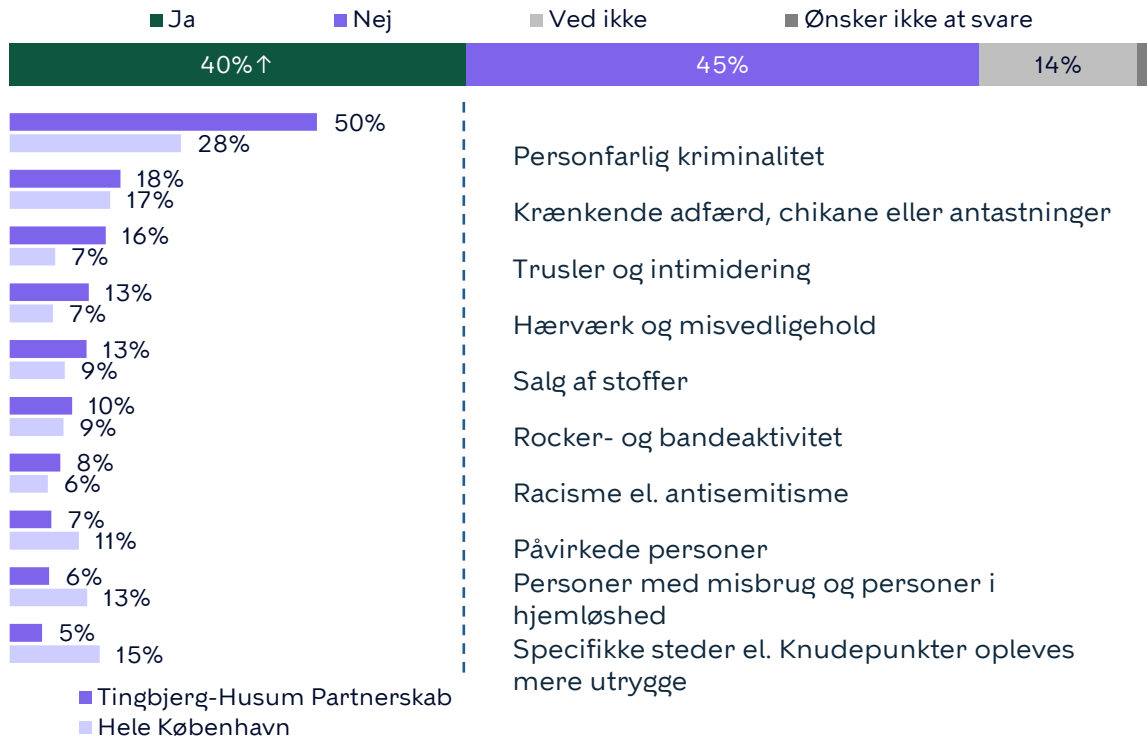 Ja Nej Ved ikke Ønsker ikke at svare
40%↑ 45% 14%
50%
28%
Personfarlig kriminalitet
18%
17%
Krænkende adfærd, chikane eller antastninger
16%
7%
Trusler og intimidering
13%
7%
Hærværk og misvedligehold
13%
9%
Salg af stoffer
10%
9%
Rocker- og bandeaktivitet
8%
6%
Racisme el. antisemitisme
7%
11%
Påvirkede personer
6%
13%
Personer med misbrug og personer i
hjemløshed
5%
15%
Specifikke steder el. Knudepunkter opleves
mere utrygge
Tingbjerg-Husum Partnerskab
Hele København